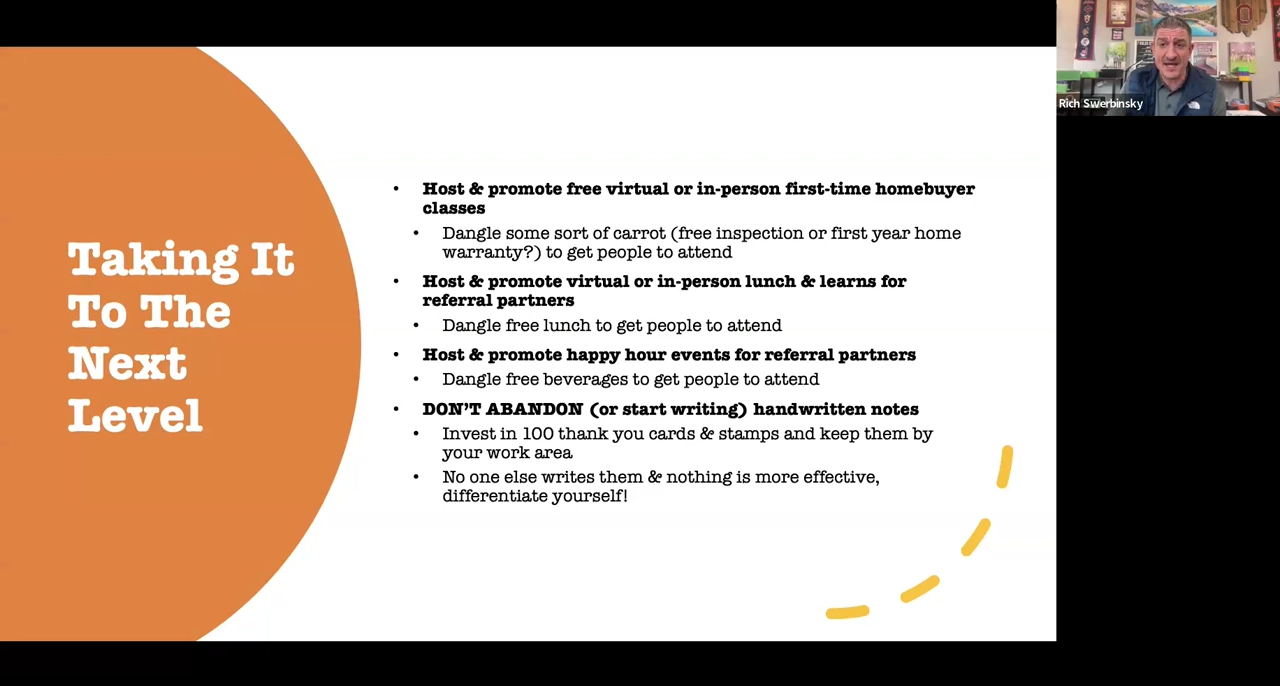 Taking It
To The
Next
Level
• Host & promote free virtual or in-person first-time homebuyer
classes
• Dangle some sort of carrot (free inspection or first year home
warranty?) to get people to attend
• Host & promote virtual or in-person lunch & learns for
referral partners
• Dangle free lunch to get people to attend
• Host & promote happy hour events for referral partners
• Dangle free beverages to get people to attend
• DON'T ABANDON (or start writing) handwritten notes
• Invest in 100 thank you cards & stamps and keep them by
your work area
• No one else writes them & nothing is more effective,
differentiate yourself!
Rich Swerbinsky